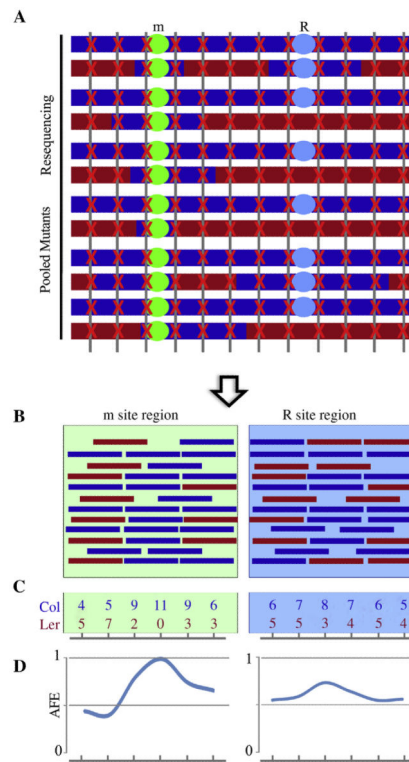 A
m R
Resequencing
Pooled Mutants
B
m site region R site region
C
Col 4 5 9 11 9 6 6 7 8 7 6 5
Ler 5 7 2 0 3 3 5 5 3 4 5 4
D
1 1
AFE
0 0